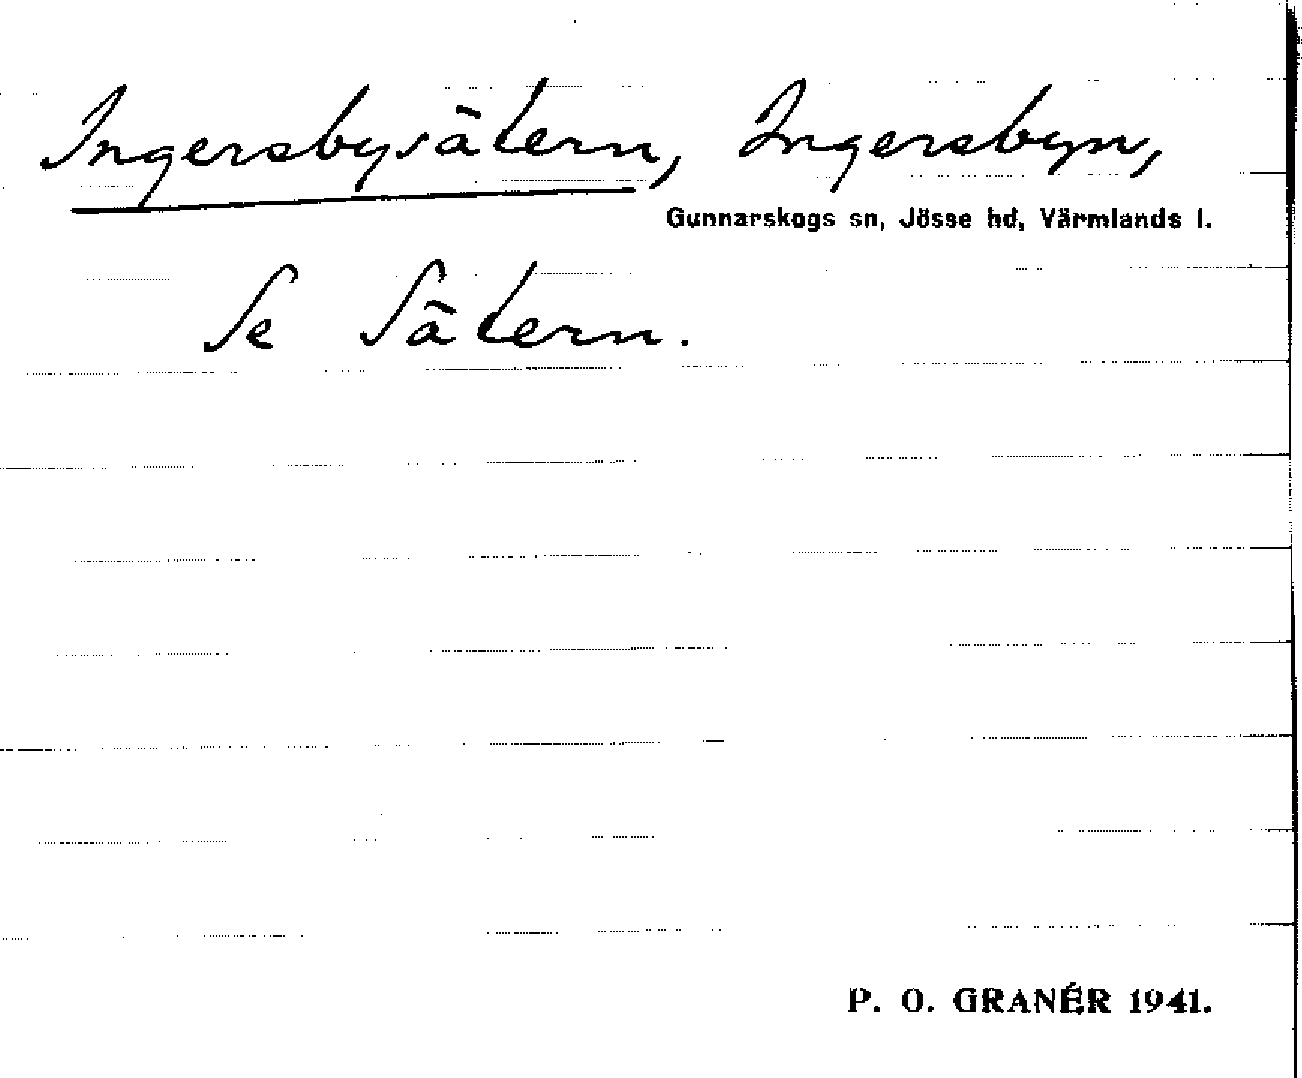 Ingersbysätern, Ingersbyn,
Gunnarskogs sn, Jösse hd, Värmlands l.
Se Sätern.
P. O. GRANÉR 1941.